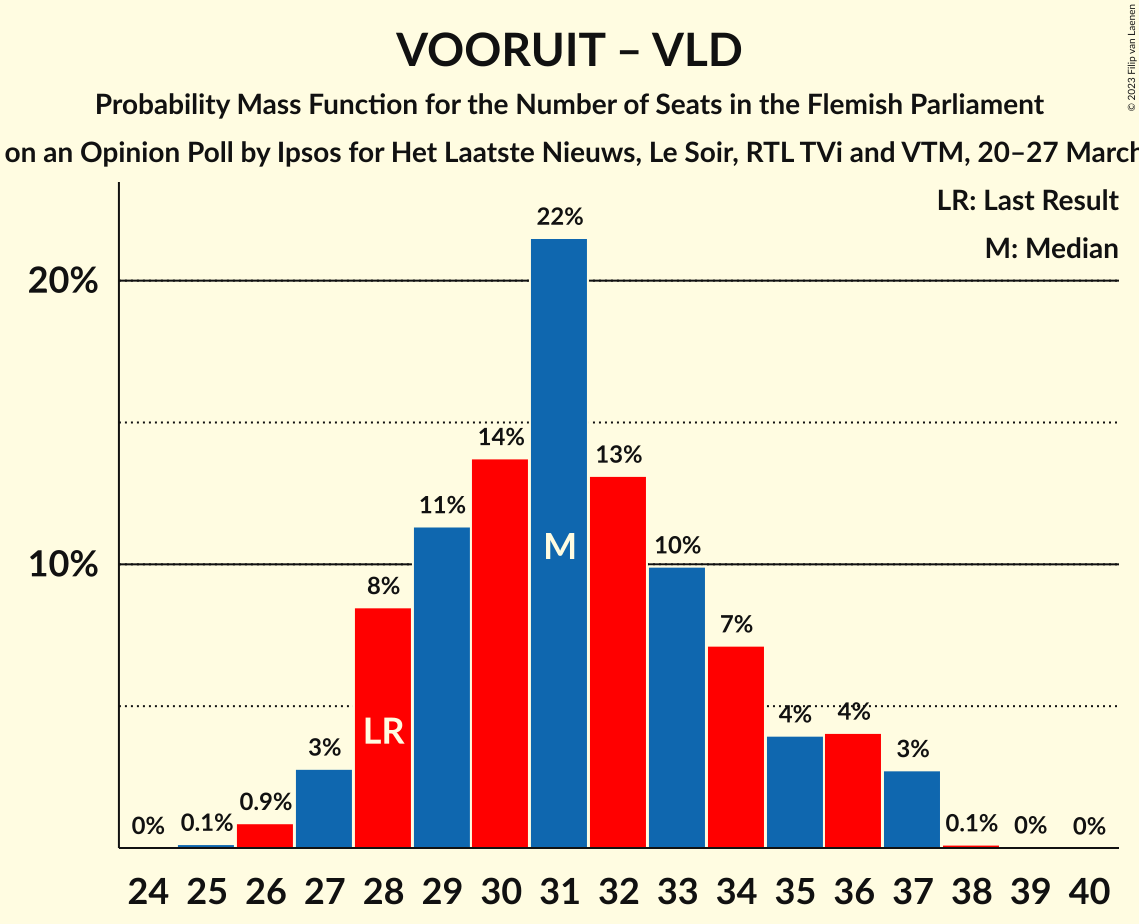 VOORUIT – VLD
Probability Mass Function for the Number of Seats in the Flemish Parliament
on an Opinion Poll by Ipsos for Het Laatste Nieuws, Le Soir, RTL TVi and VTM, 20–27 March
© 2023 Filip van Laenen
LR: Last Result
M: Median
20%
10%
0%
0.1%
0.9%
3%
8%
11%
14%
22%
13%
10%
7%
4%
4%
3%
0.1%
0%
0%
LR
M
24 25 26 27 28 29 30 31 32 33 34 35 36 37 38 39 40